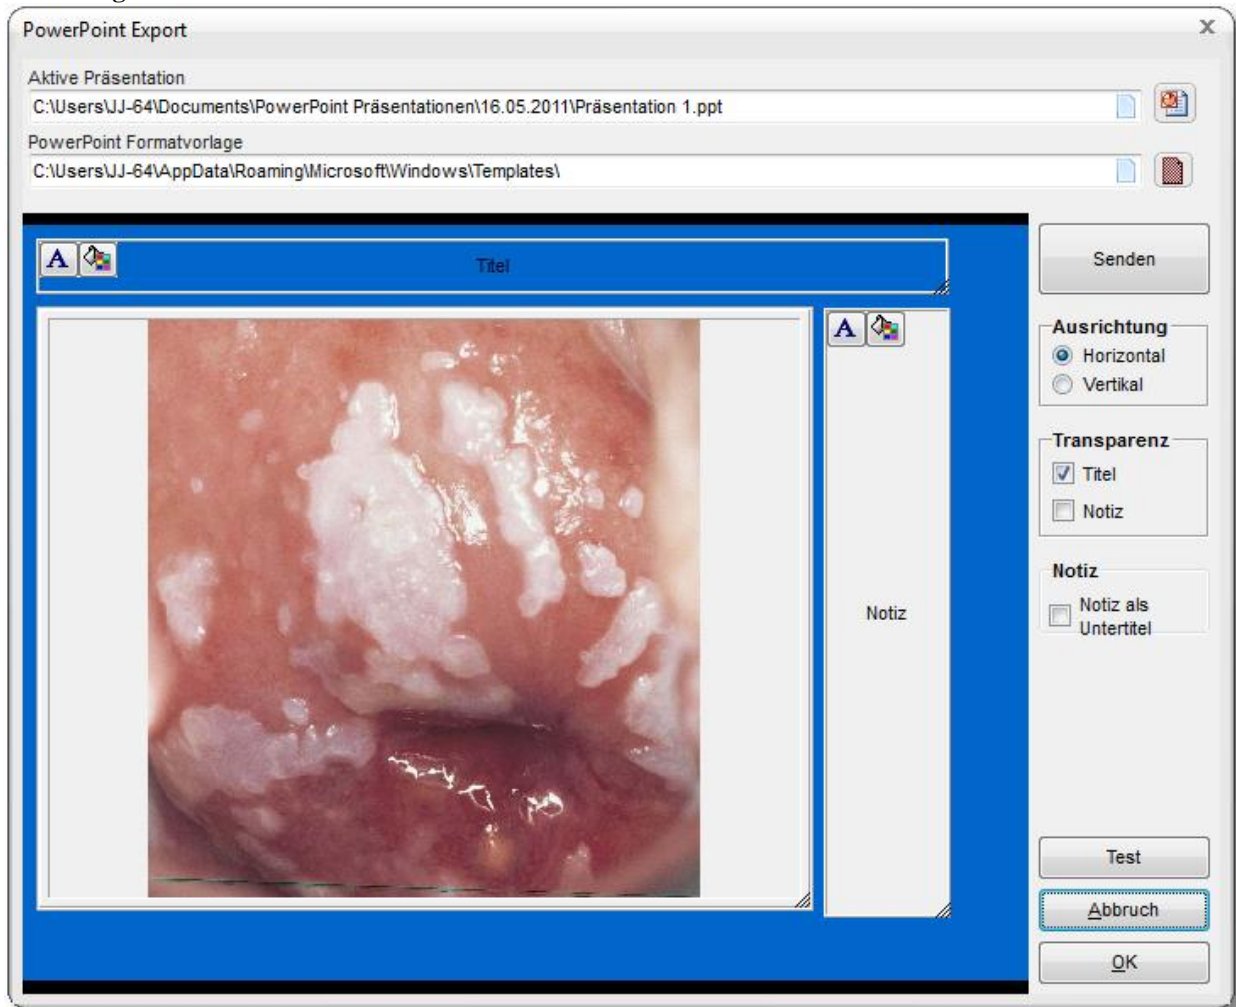 PowerPoint Export
Aktive Präsentation
C:\Users\JJ-64\Documents\PowerPoint Präsentationen\16.05.2011\Präsentation 1.ppt
PowerPoint Formatvorlage
C:\Users\JJ-64\AppData\Roaming\Microsoft\Windows\Templates\
A
Titel
A
Notiz
Senden
Ausrichtung
Horizontal
Vertikal
Transparenz
Titel
Notiz
Notiz
Notiz als
Untertitel
Test
Abbruch
OK